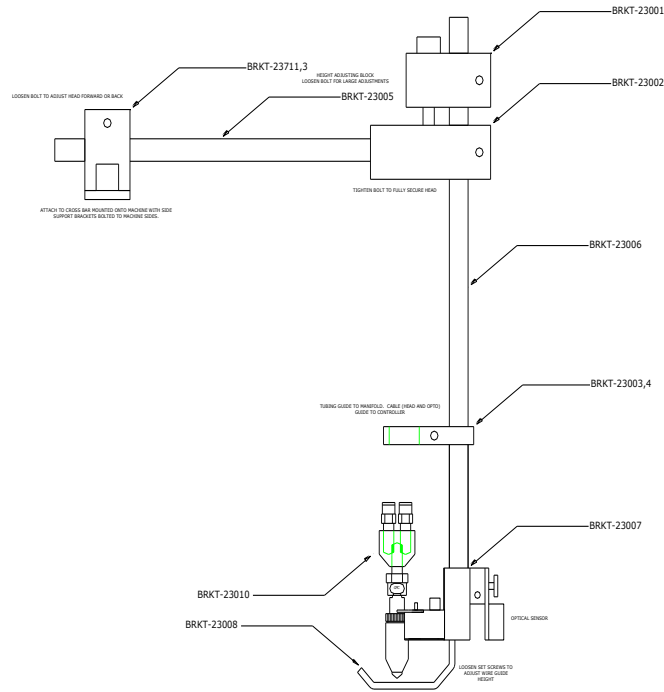 BRKT-23001
BRKT-23711,3
HEIGHT ADJUSTING BLOCK
LOOSEN BOLT FOR LARGE ADJUSTMENTS
BRKT-23002
LOOSEN BOLT TO ADJUST HEAD FORWARD OR BACK
BRKT-23005
TIGHTEN BOLT TO FULLY SECURE HEAD
ATTACH TO CROSS BAR MOUNTED ONTO MACHINE WITH SIDE
SUPPORT BRACKETS BOLTED TO MACHINE SIDES.
BRKT-23006
BRKT-23003,4
TUBING GUIDE TO MANIFOLD. CABLE (HEAD AND OPTO)
GUIDE TO CONTROLLER
BRKT-23007
BRKT-23010
OPTICAL SENSOR
BRKT-23008
LOOSEN SET SCREWS TO
ADJUST WIRE GUIDE
HEIGHT